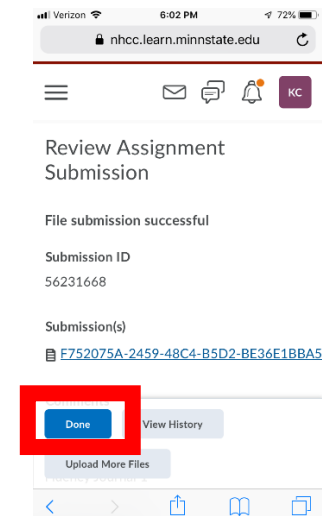 Verizon 6:02 PM 72%
nhcc.learn.minnstate.edu
KC
Review Assignment
Submission
File submission successful
Submission ID
56231668
Submission(s)
F752075A-2459-48C4-B5D2-BE36E1BBA5
Comments
Done View History
Upload More Files